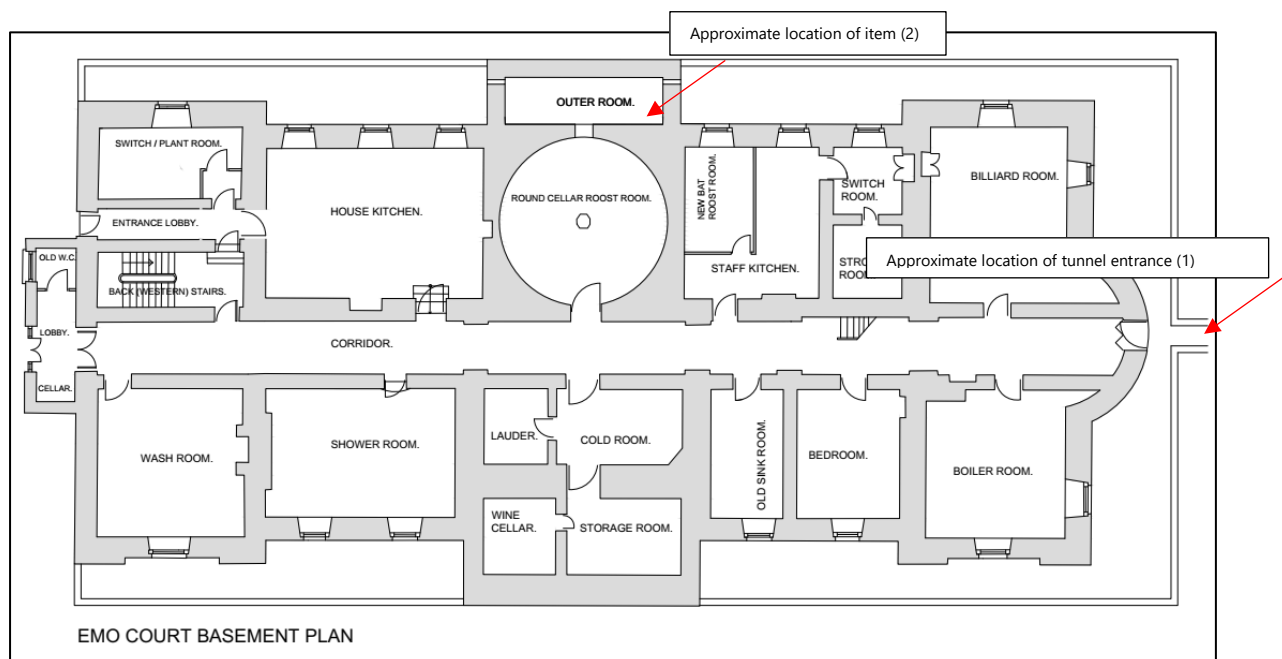 Approximate location of item (2)
OUTER ROOM.
SWITCH / PLANT ROOM.
HOUSE KITCHEN.
ROUND CELLAR ROOST ROOM.
NEW BAT
ROOST ROOM.
SWITCH
ROOM.
BILLIARD ROOM.
ENTRANCE LOBBY.
OLD W.C.
BACK (WESTERN) STAIRS.
STAFF KITCHEN.
STRO
ROOM
Approximate location of tunnel entrance (1)
LOBBY.
CORRIDOR.
CELLAR.
WASH ROOM.
SHOWER ROOM.
LAUDER.
COLD ROOM.
OLD SINK ROOM.
BEDROOM.
BOILER ROOM.
WINE
CELLAR.
STORAGE ROOM.
EMO COURT BASEMENT PLAN